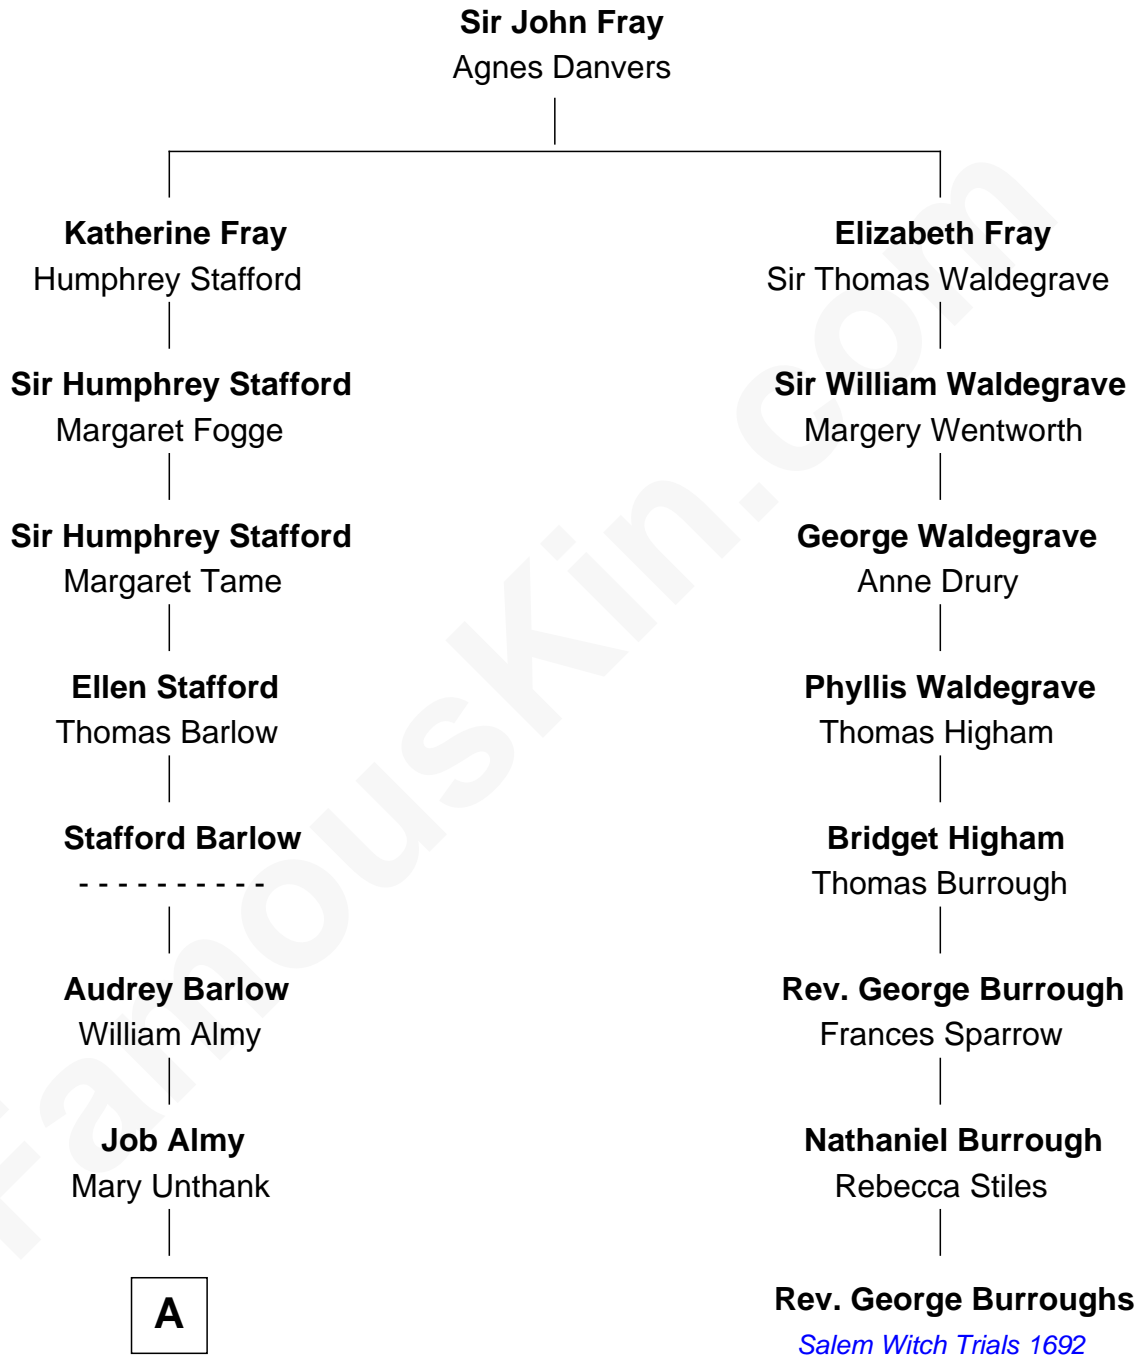 Sir John Fray
Agnes Danvers
Katherine Fray
Humphrey Stafford
Elizabeth Fray
Sir Thomas Waldegrave
Sir Humphrey Stafford
Margaret Fogge
Sir William Waldegrave
Margery Wentworth
Sir Humphrey Stafford
Margaret Tame
George Waldegrave
Anne Drury
Ellen Stafford
Thomas Barlow
Phyllis Waldegrave
Thomas Higham
Stafford Barlow
- - - - - - - - - -
Bridget Higham
Thomas Burrough
Audrey Barlow
William Almy
Rev. George Burrough
Frances Sparrow
Job Almy
Mary Unthank
Nathaniel Burrough
Rebecca Stiles
A
Rev. George Burroughs
Salem Witch Trials 1692
FamousKin.com